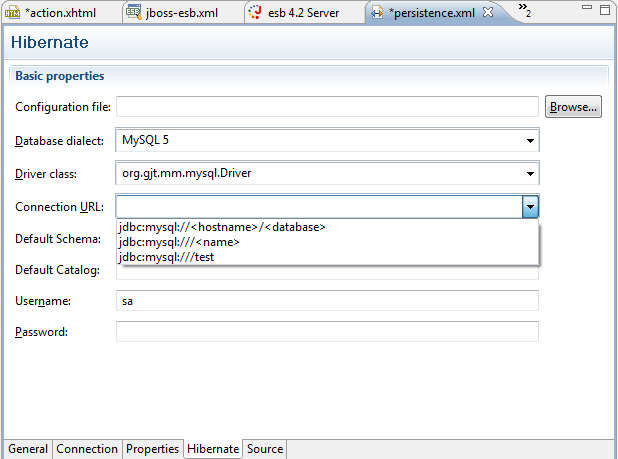 *action.xhtml jboss-esb.xml esb 4.2 Server *persistence.xml »2
Hibernate
Basic properties
Configuration file: Browse...
Database dialect: MySQL 5
Driver class: org.gjt.mm.mysql.Driver
Connection URL:
jdbc:mysql://<hostname>/<database>
Default Schema:
jdbc:mysql:///<name>
jdbc:mysql:///test
Default Catalog:
Username: sa
Password:
General Connection Properties Hibernate Source